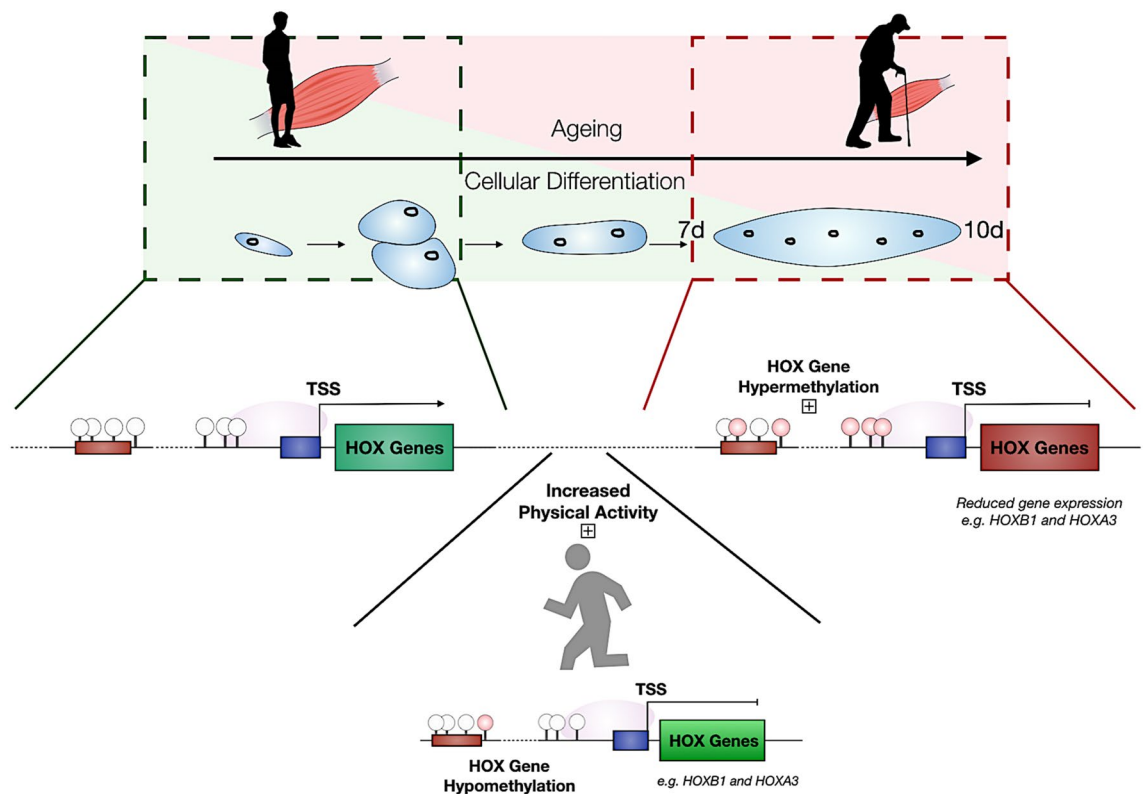 Ageing
Cellular Differentiation
7d
10d
HOX Gene
Hypermethylation
TSS
TSS
HOX Genes
HOX Genes
Increased
Physical Activity
Reduced gene expression
e.g. HOXB1 and HOXA3
TSS
HOX Genes
HOX Gene
Hypomethylation
e.g. HOXB1 and HOXA3